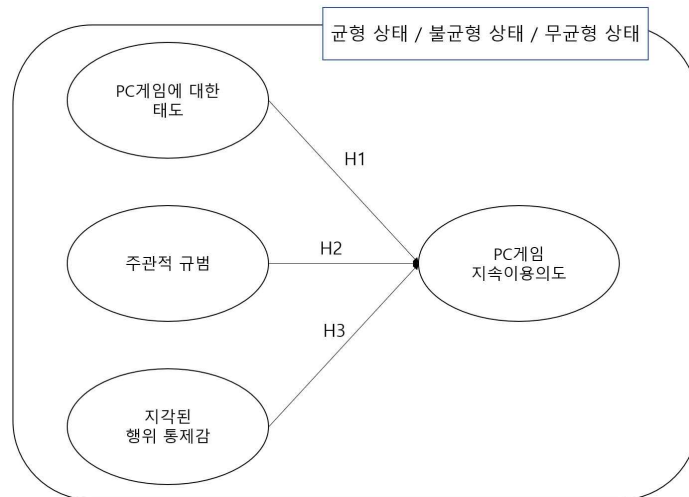 균형 상태 / 불균형 상태 / 무균형 상태
PC게임에 대한
태도
H1
주관적 규범
H2
PC게임
지속이용의도
H3
지각된
행위 통제감